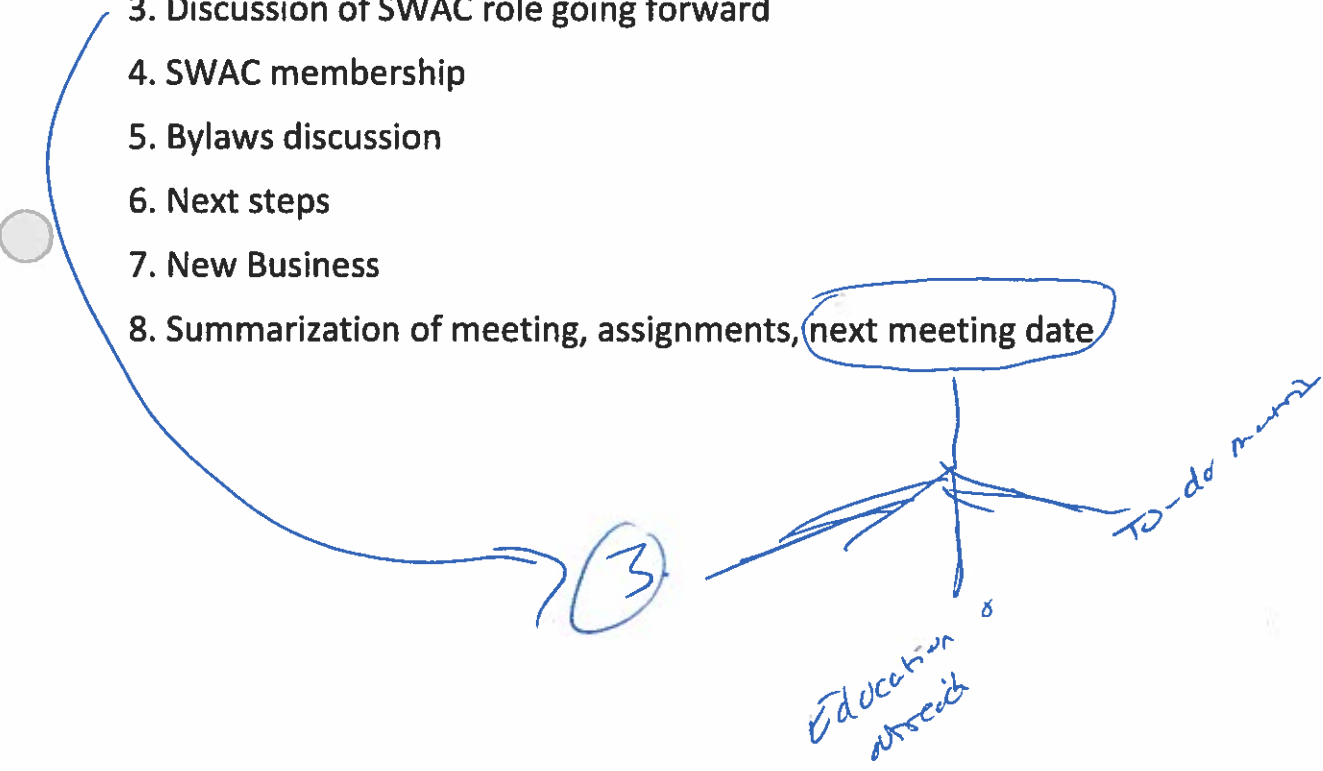 3. Discussion of SWAC role going forward
4. SWAC membership
5. Bylaws discussion
6. Next steps
7. New Business
8. Summarization of meeting, assignments, next meeting date
To-do
3
Education &
outreach